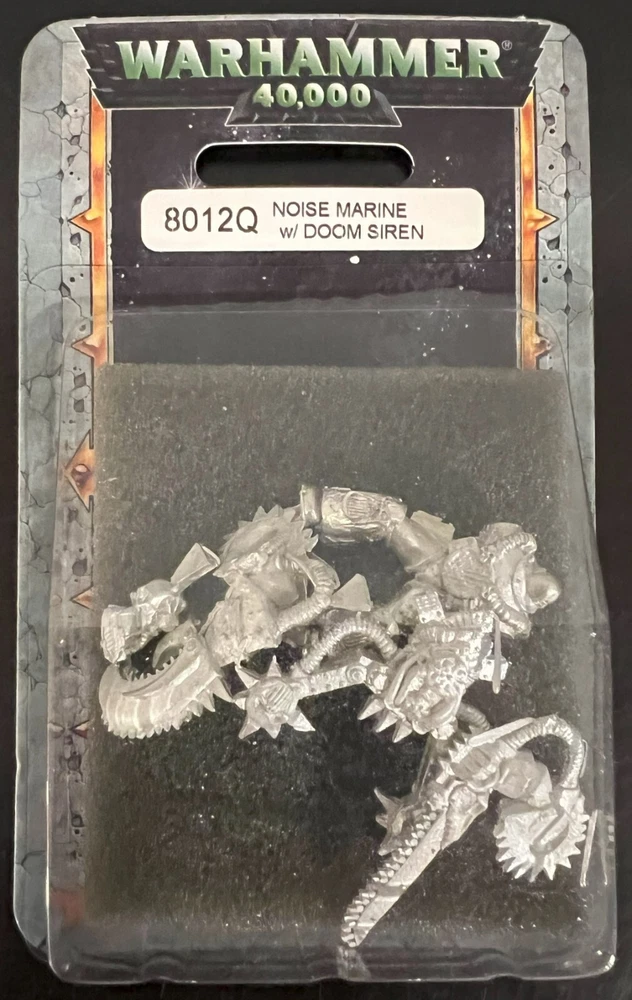 WARHAMMER®
40,000
8012Q NOISE MARINE
w/ DOOM SIREN